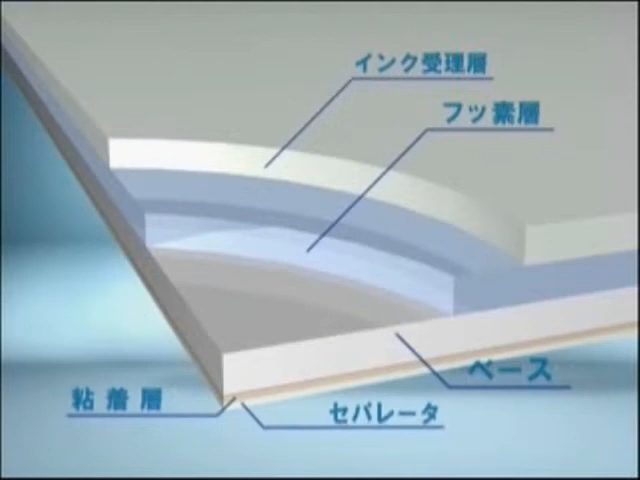 インク受理層
フッ素層
ベース
粘着層
セパレータ